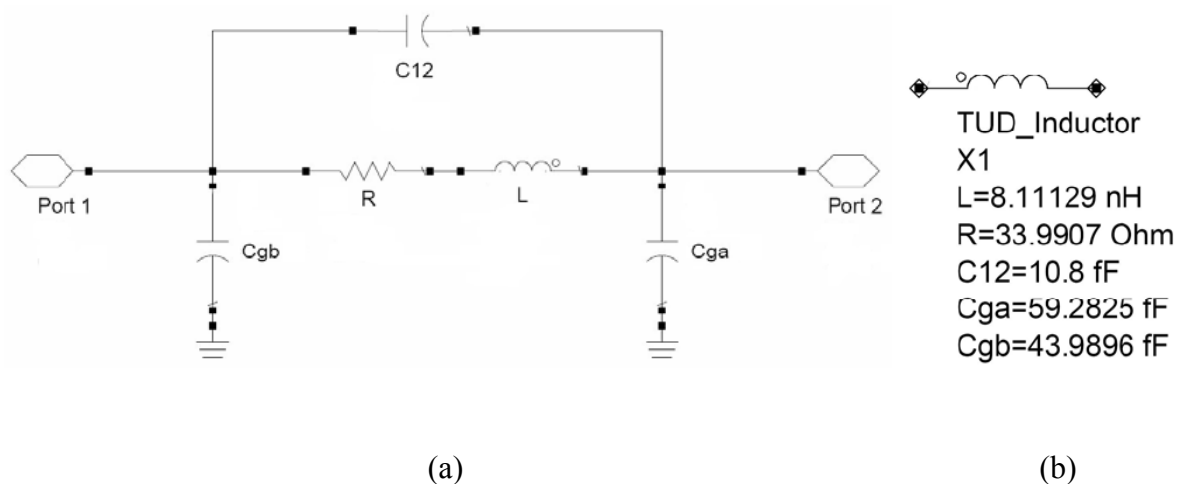 C12
Port 1
R
L
Port 2
Cgb
Cga
TUD_Inductor
X1
L=8.11129 nH
R=33.9907 Ohm
C12=10.8 fF
Cga=59.2825 fF
Cgb=43.9896 fF
(a)
(b)